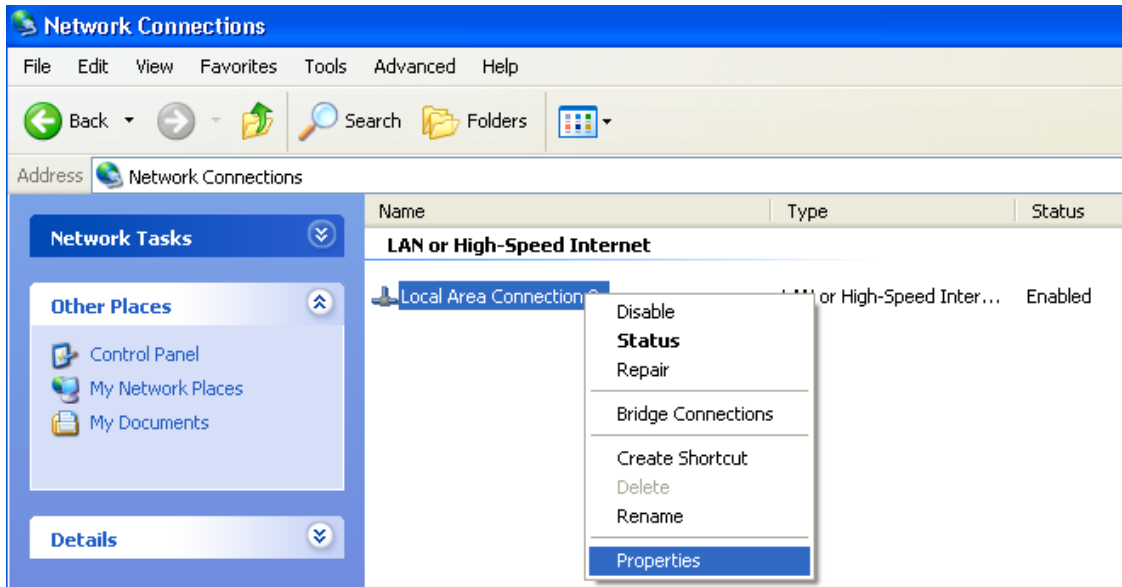 Network Connections
File Edit View Favorites Tools Advanced Help
Back Search Folders
Address Network Connections
Name Type Status
Network Tasks
LAN or High-Speed Internet
Other Places
Local Area Connection or High-Speed Inter... Enabled
Control Panel
My Network Places
My Documents
Details
Disable
Status
Repair
Bridge Connections
Create Shortcut
Delete
Rename
Properties